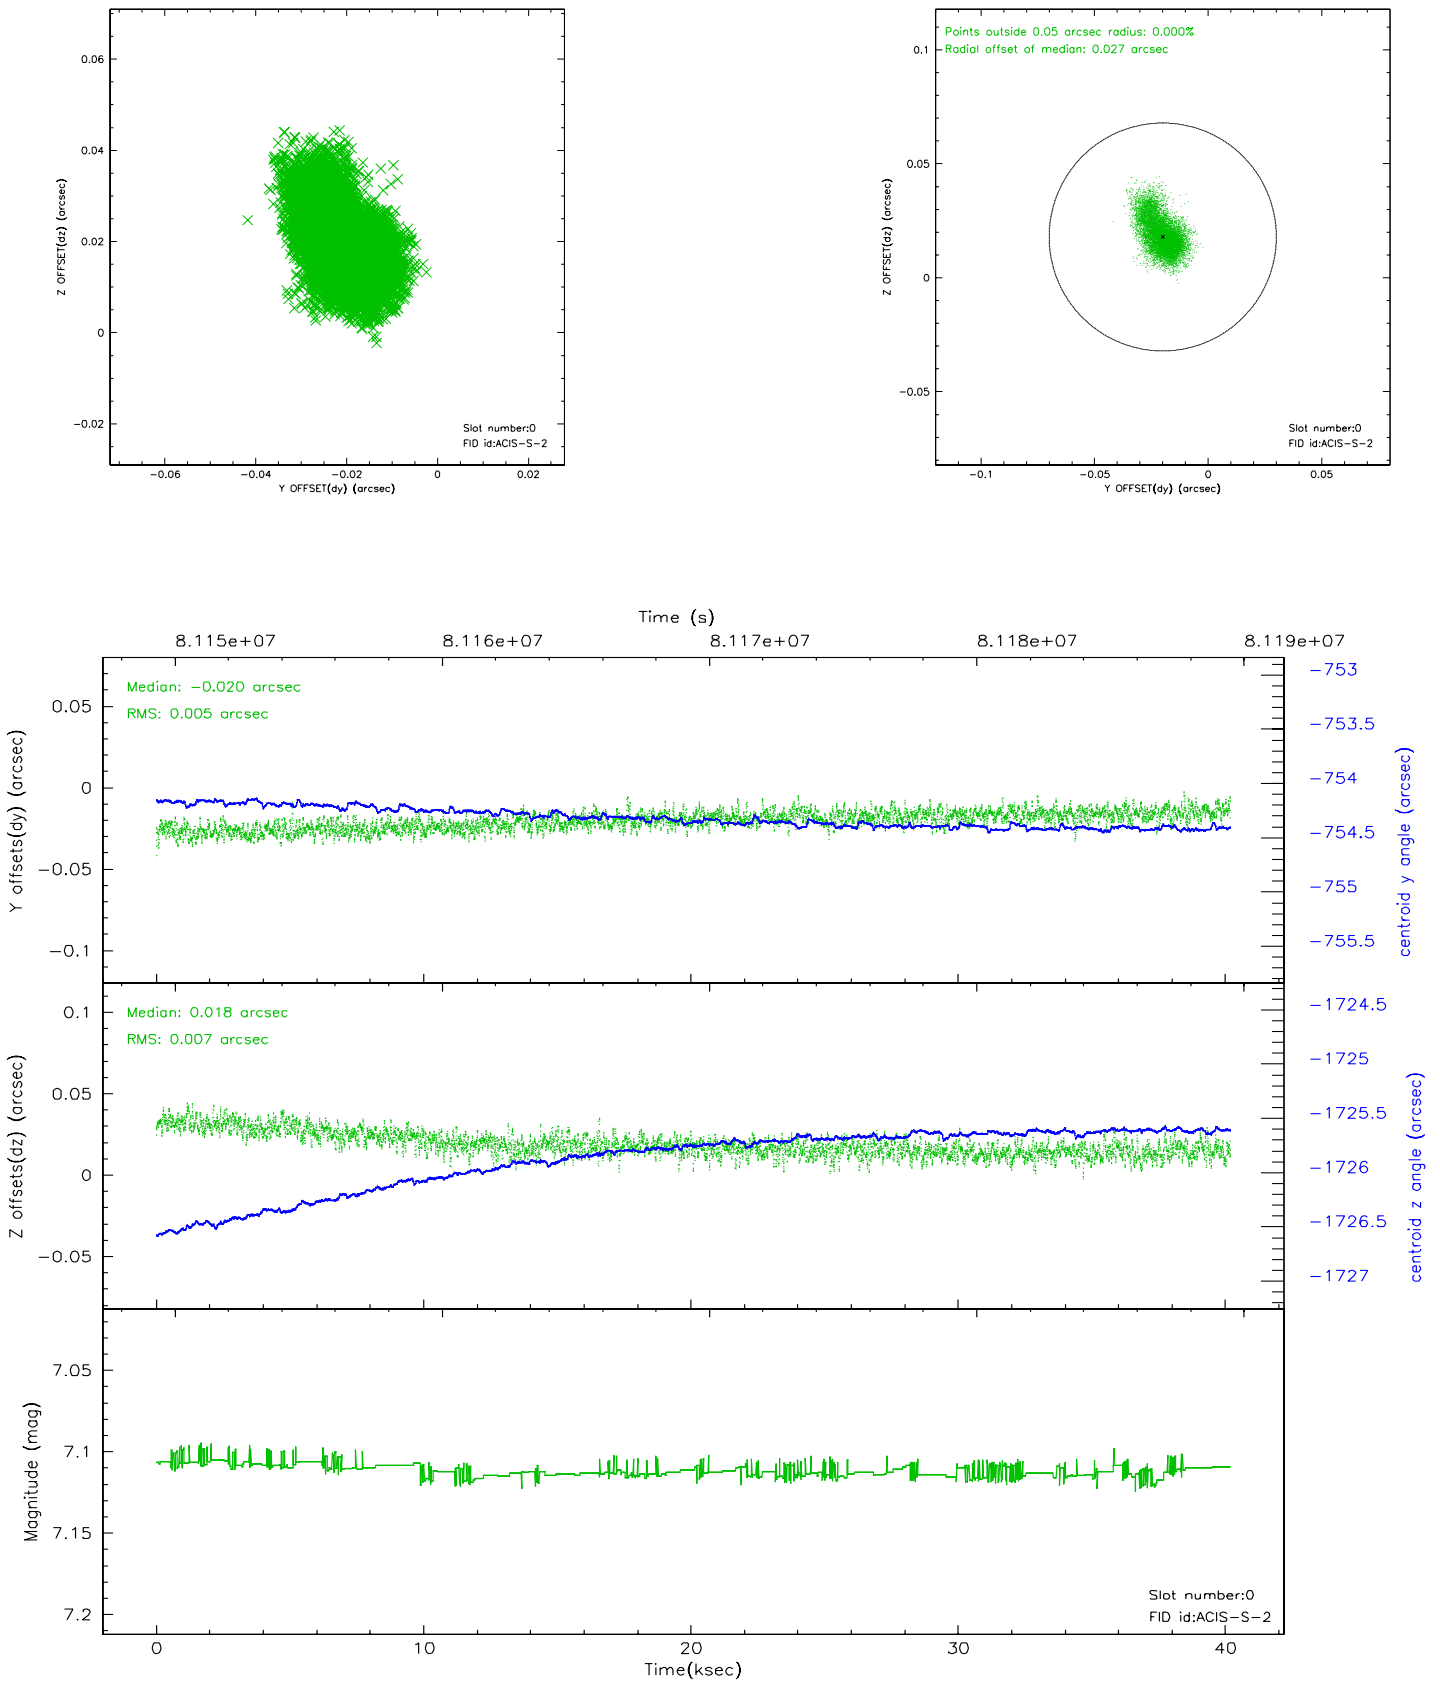 0.06
0.04
0.02
0
−0.02
Z OFFSET(dz) (arcsec)
Slot number:0
FID id:ACIS−S−2
−0.06
−0.04
−0.02
0
0.02
Y OFFSET(dy) (arcsec)
Points outside 0.05 arcsec radius: 0.000%
Radial offset of median: 0.027 arcsec
0.1
0.05
0
−0.05
Z OFFSET(dz) (arcsec)
Slot number:0
FID id:ACIS−S−2
−0.1
−0.05
0
0.05
Y OFFSET(dy) (arcsec)
Time (s)
8.115e+07
8.116e+07
8.117e+07
8.118e+07
8.119e+07
Median: −0.020 arcsec
RMS: 0.005 arcsec
0.05
0
−0.05
−0.1
Y offsets(dy) (arcsec)
−753
−753.5
−754
−754.5
−755
−755.5
centroid y angle (arcsec)
Median: 0.018 arcsec
RMS: 0.007 arcsec
0.1
0.05
0
−0.05
Z offsets(dz) (arcsec)
−1724.5
−1725
−1725.5
−1726
−1726.5
−1727
centroid z angle (arcsec)
7.05
7.1
7.15
7.2
Magnitude (mag)
Slot number:0
FID id:ACIS−S−2
0
10
20
30
40
Time(ksec)